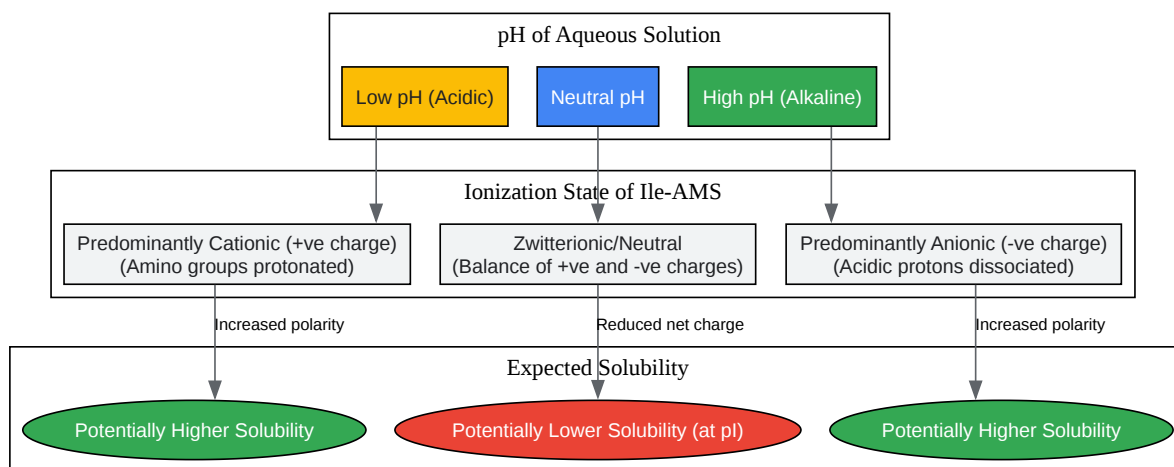 pH of Aqueous Solution
Low pH (Acidic)
Neutral pH
High pH (Alkaline)
Ionization State of Ile-AMS
Predominantly Cationic (+ve charge)
(Amino groups protonated)
Zwitterionic/Neutral
(Balance of +ve and -ve charges)
Predominantly Anionic (-ve charge)
(Acidic protons dissociated)
Increased polarity
Reduced net charge
Increased polarity
Expected Solubility
Potentially Higher Solubility
Potentially Lower Solubility (at pI)
Potentially Higher Solubility